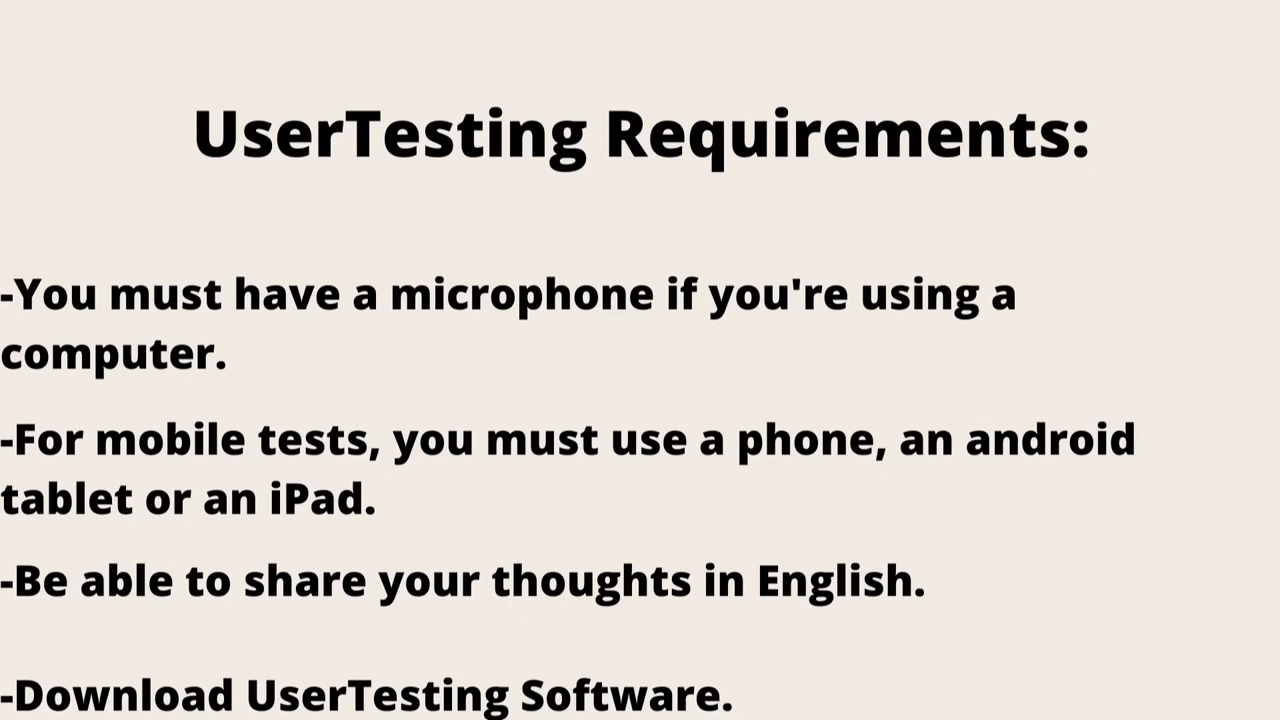 UserTesting Requirements:
-You must have a microphone if you're using a
computer.
-For mobile tests, you must use a phone, an android
tablet or an iPad.
-Be able to share your thoughts in English.
-Download UserTesting Software.